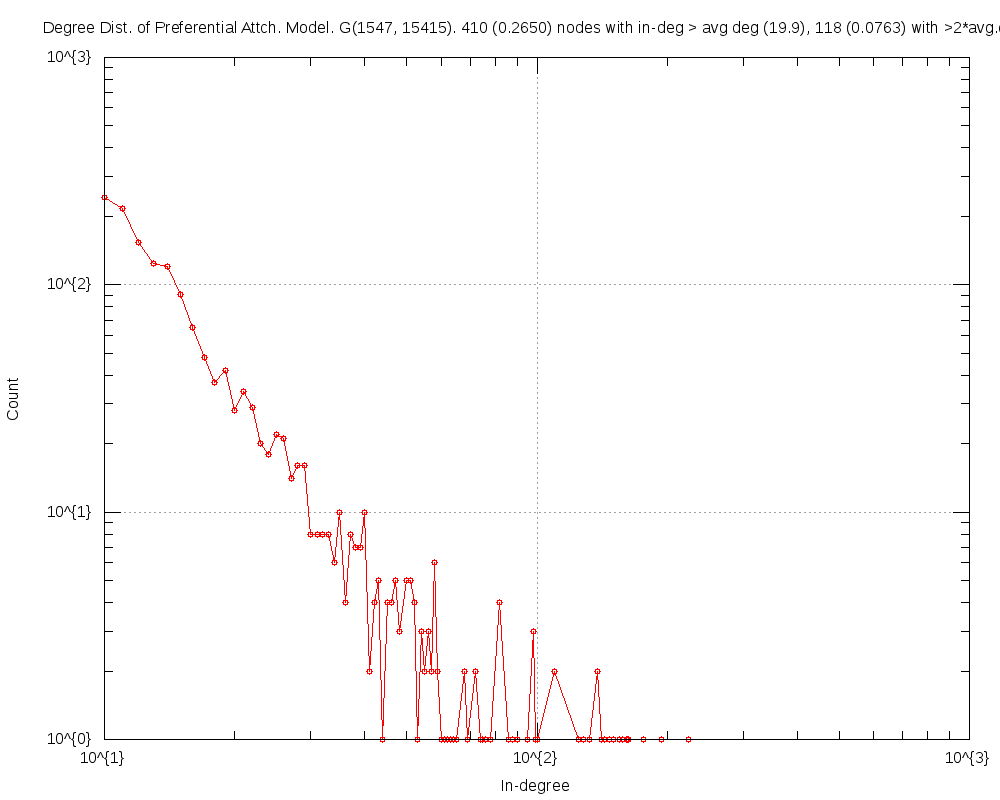 Degree Dist. of Preferential Attch. Model. G(1547, 15415). 410 (0.2650) nodes with in-deg > avg deg (19.9), 118 (0.0763) with >2*avg.
10^{3}
10^{2}
10^{1}
10^{0}
Count
10^{1}
10^{2}
10^{3}
In-degree